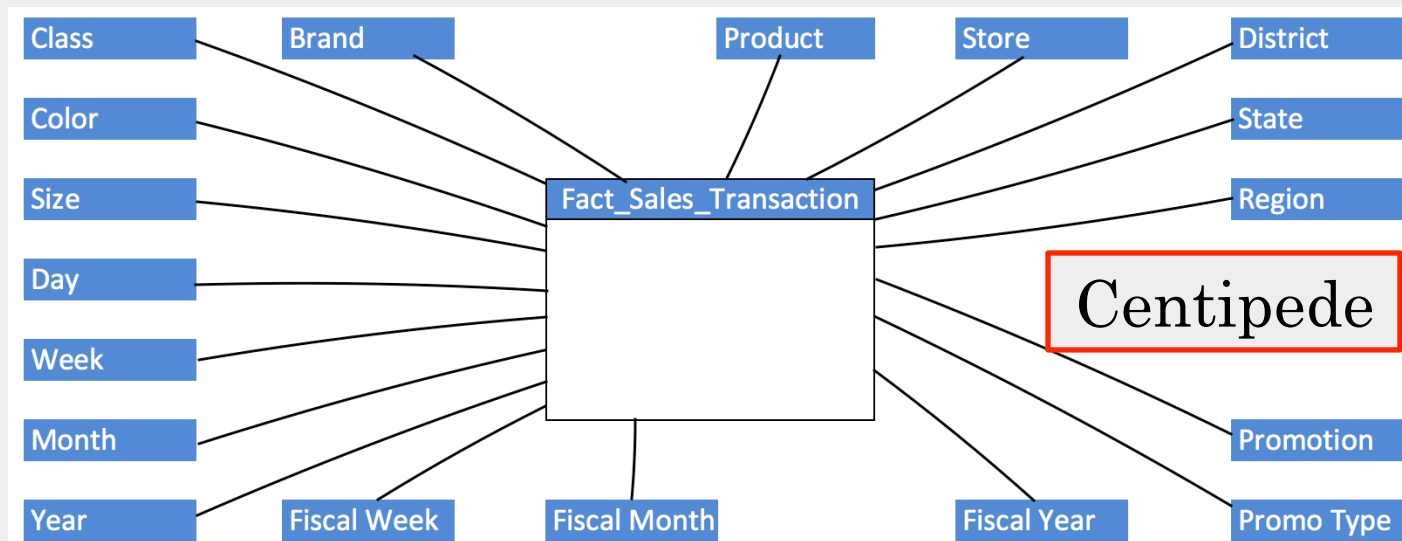 Class
Brand
Product
Store
District
Color
State
Size
Fact_Sales_Transaction
Region
Day
Centipede
Week
Month
Promotion
Year
Fiscal Week
Fiscal Month
Fiscal Year
Promo Type